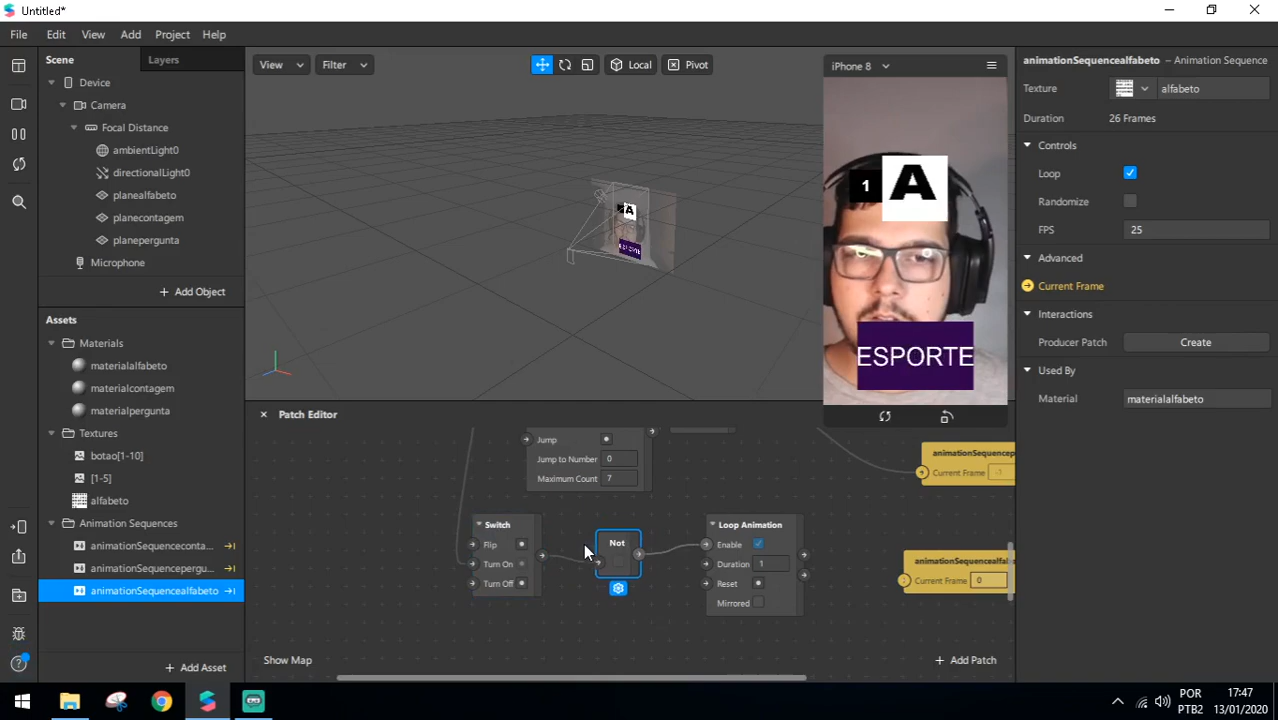 Untitled*
File Edit View Add Project Help
Scene Layers
Device
Camera
Focal Distance
ambientLight0
directionalLight0
planealfabeto
planecontagem
planepergunta
Microphone
+ Add Object
Assets
Materials
materialalfabeto
materialcontagem
materialpergunta
Textures
botao[1-10]
[1-5]
alfabeto
Animation Sequences
animationSequenceconta...
animationSequencepergu...
animationSequencealfabeto
+ Add Asset
View Filter
Local Pivot
iPhone 8
1 A
ESPORTE
A
ESPORTE
Patch Editor
Jump
Jump to Number 0
Maximum Count 7
Switch
Flip
Turn On
Turn Off
Not
Loop Animation
Enable
Duration 1
Reset
Mirrored
animationSequencep
Current Frame -1
animationSequencealfab
Current Frame 0
Show Map
+ Add Patch
animationSequencealfabeto – Animation Sequence
Texture alfabeto
Duration 26 Frames
Controls
Loop
Randomize
FPS 25
Advanced
Current Frame
Interactions
Producer Patch Create
Used By
Material materialalfabeto
POR
PTB2
17:47
13/01/2020